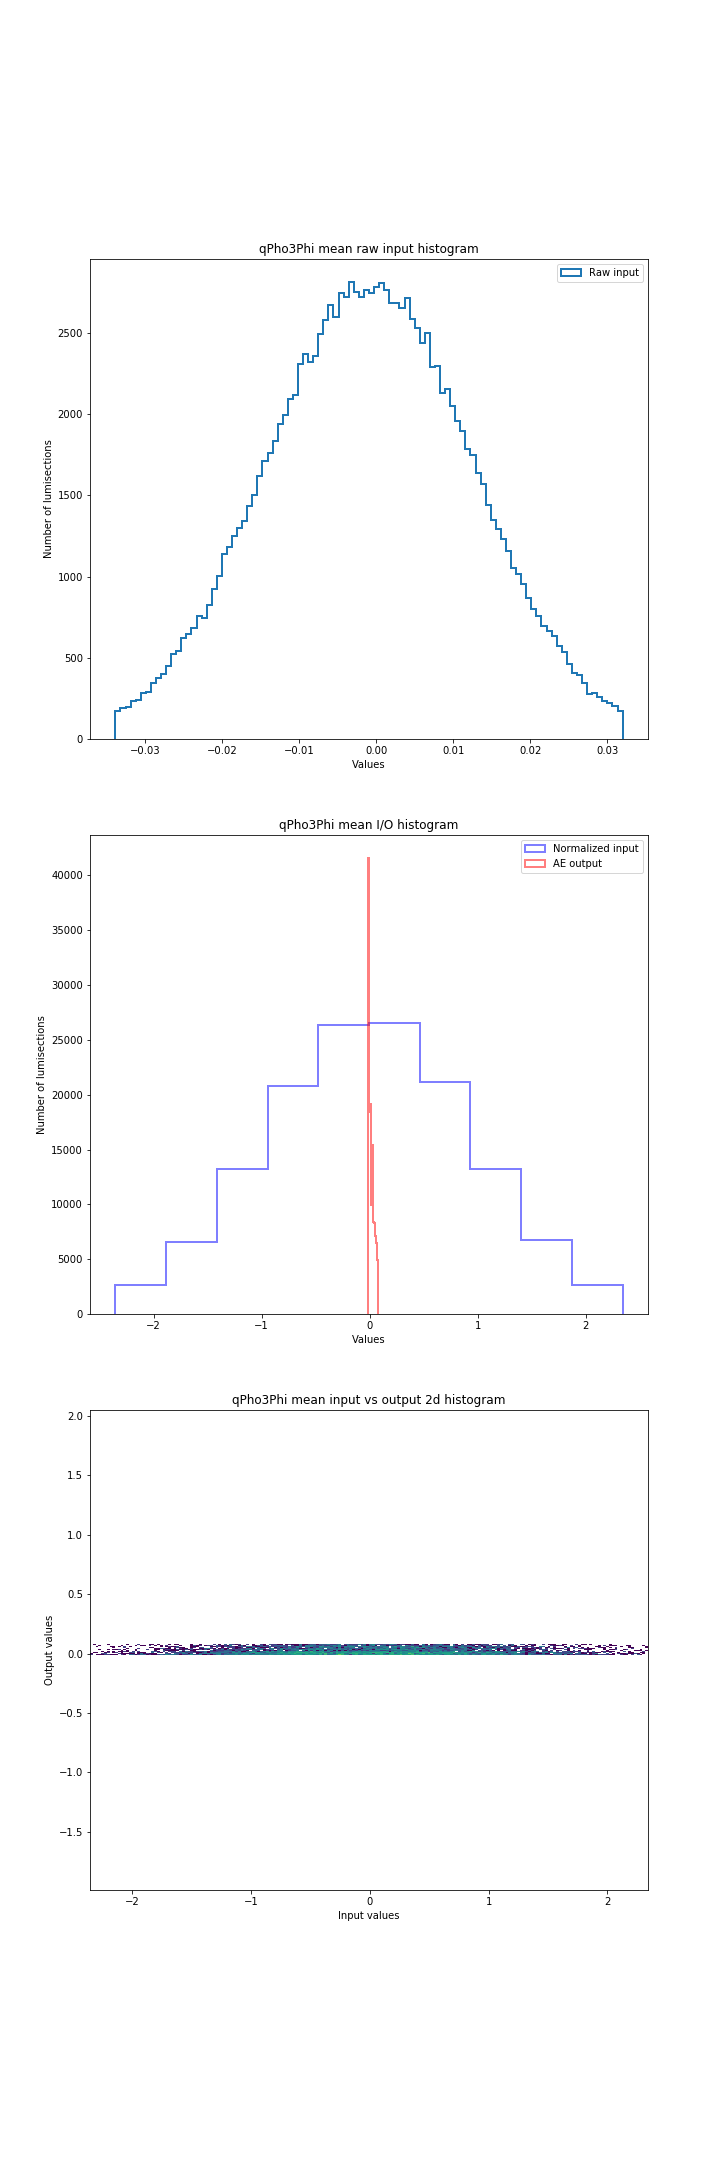 qPho3Phi mean raw input histogram
Raw input
2500
2000
1500
1000
500
0
Number of lumisections
−0.03 −0.02 −0.01 0.00 0.01 0.02 0.03
Values
qPho3Phi mean I/O histogram
Normalized input
AE output
40000
35000
30000
25000
20000
15000
10000
5000
0
Number of lumisections
−2 −1 0 1 2
Values
qPho3Phi mean input vs output 2d histogram
2.0
1.5
1.0
0.5
0.0
−0.5
−1.0
−1.5
Output values
−2 −1 0 1 2
Input values